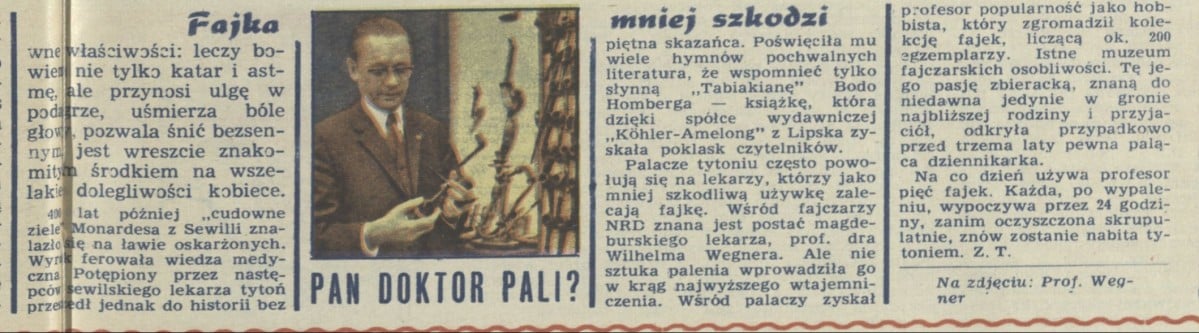 Fajka
mniej szkodzi
wne właściwości: leczy bo-
wiem nie tylko katar i ast-
mę, ale przynosi ulgę w
podagrze, uśmierza bóle
głowy, pozwala śnić bezsen-
nym, jest wreszcie znako-
mitym środkiem na wsze-
lakie dolegliwości kobiece.
400 lat później „cudowne
ziele" Monardesa z Sewilli zna-
lazło się na ławie oskarżonych.
Wyrok ferowała wiedza medy-
czna. Potępiony przez nastę-
pców sewilskiego lekarza tytoń
przeszedł jednak do historii bez
PAN DOKTOR PALI?
piętna skazańca. Poświęciła mu
wiele hymnów pochwalnych
literatura, że wspomnieć tylko
słynną „Tabiakianę" Bodo
Homberga — książkę, która
dzięki spółce wydawniczej
„Köhler-Amelong" z Lipska zy-
skała poklask czytelników.
Palacze tytoniu często powo-
łują się na lekarzy, którzy jako
mniej szkodliwą używkę zale-
cają fajkę. Wśród fajczarzy
NRD znana jest postać magde-
burskiego lekarza, prof. dra
Wilhelma Wegnera. Ale nie
sztuka palenia wprowadziła go
w krąg najwyższego wtajemni-
czenia. Wśród palaczy zyskał
profesor popularność jako hob-
bista, który zgromadził kole-
kcję fajek, liczącą ok. 200
egzemplarzy. Istne muzeum
fajczarskich osobliwości. Tę je-
go pasję zbieracką, znaną do
niedawna jedynie w gronie
najbliższej rodziny i przyja-
ciół, odkryła przypadkowo
przed trzema laty pewna palą-
ca dziennikarka.
Na co dzień używa profesor
pięć fajek. Każda, po wypale-
niu, wypoczywa przez 24 godzi-
ny, zanim oczyszczona skrupu-
latnie, znów zostanie nabita ty-
toniem. Z. T.
Na zdjęciu: Prof. Weg-
ner